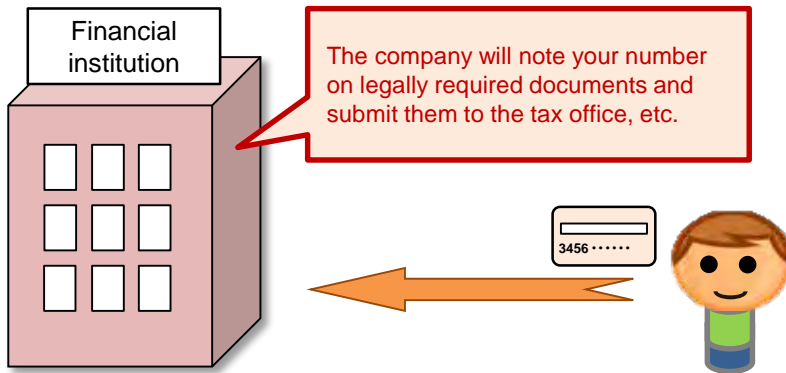 Financial
institution
The company will note your number
on legally required documents and
submit them to the tax office, etc.
3456 ······